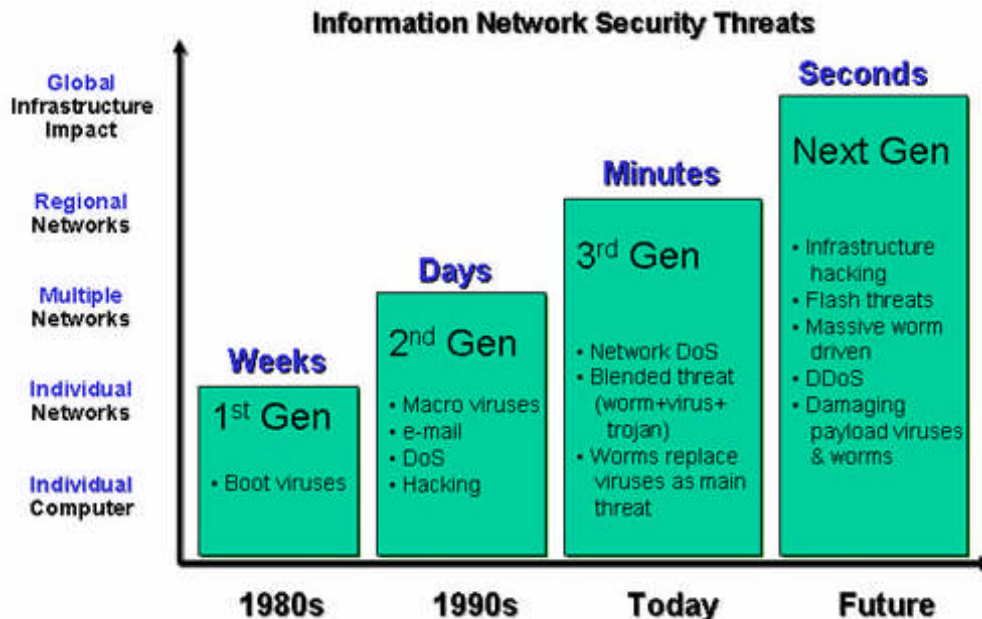 Information Network Security Threats
Global
Infrastructure
Impact
Regional
Networks
Multiple
Networks
Individual
Networks
Individual
Computer
Weeks
1st Gen
• Boot viruses
Days
2nd Gen
• Macro viruses
• e-mail
• DoS
• Hacking
Minutes
3rd Gen
• Network DoS
• Blended threat
(worm+virus+
trojan)
• Worms replace
viruses as main
threat
Seconds
Next Gen
• Infrastructure
hacking
• Flash threats
• Massive worm
driven
• DDoS
• Damaging
payload viruses
& worms
1980s
1990s
Today
Future